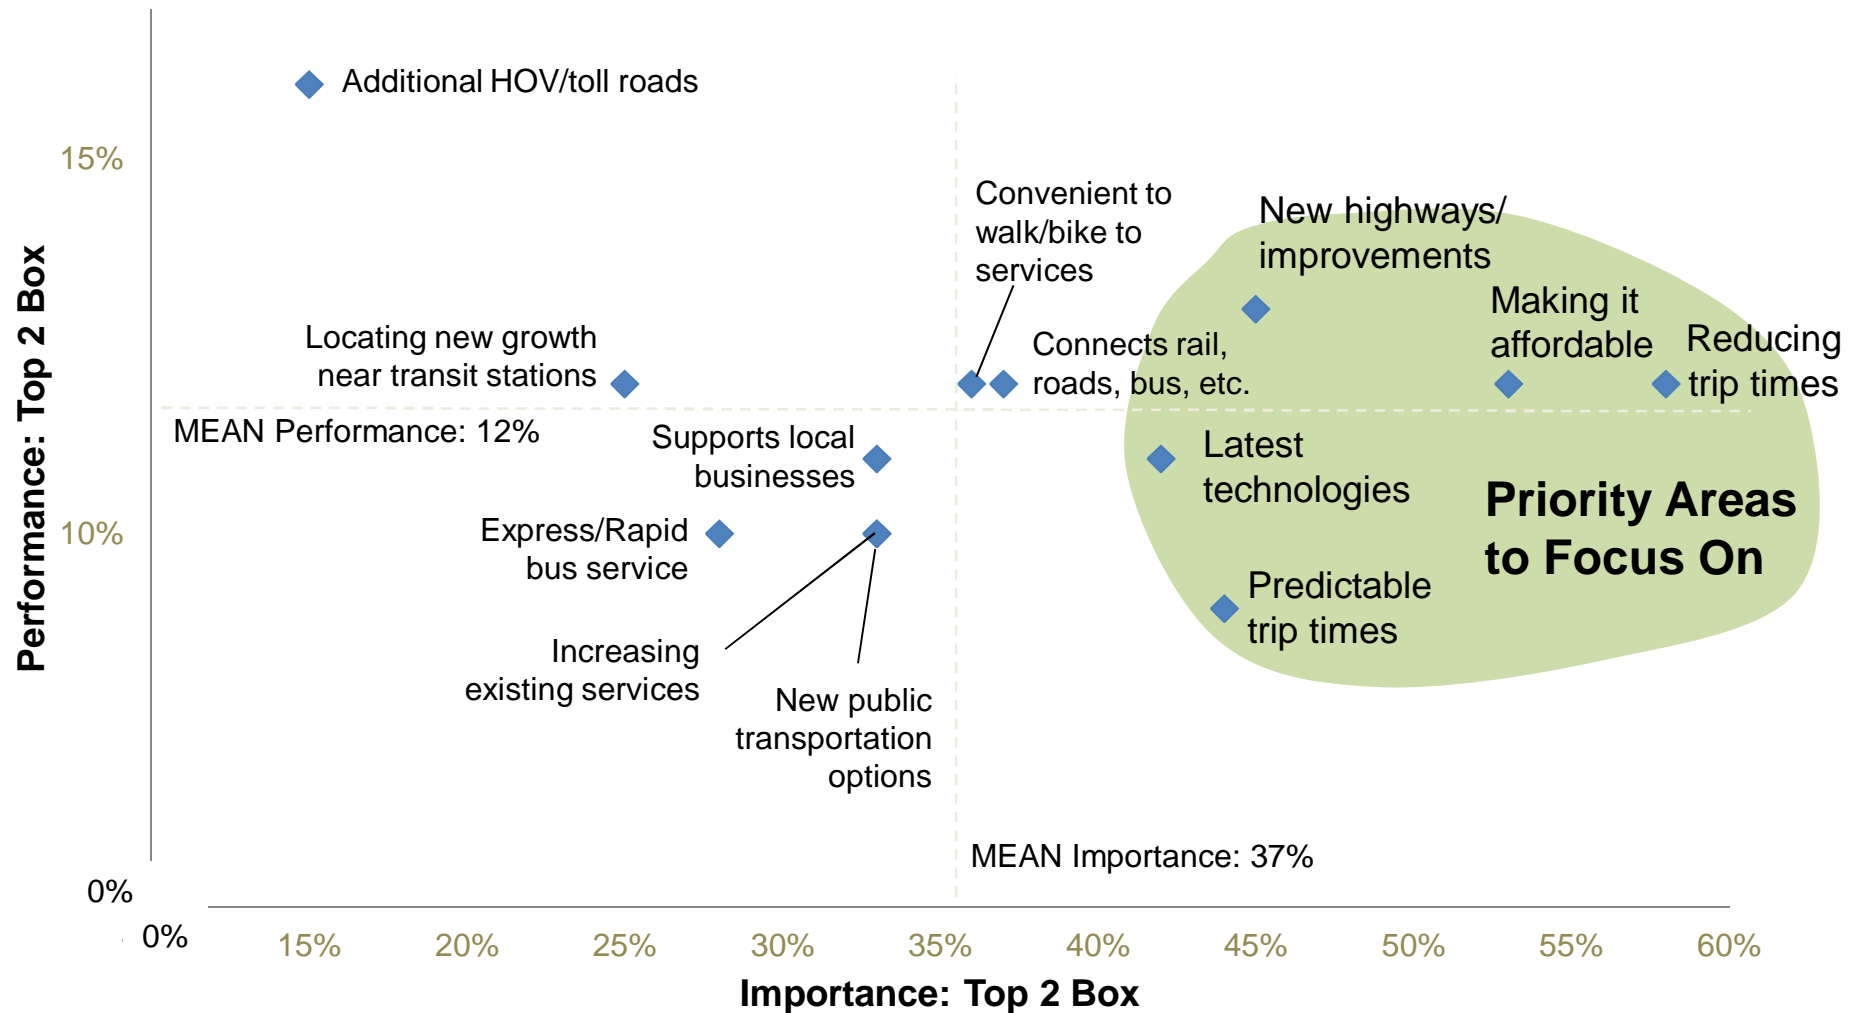 Additional HOV/toll roads
15%
Convenient to
walk/bike to
services
New highways/
improvements
Making it
affordable
Reducing
trip times
Locating new growth
near transit stations
Connects rail,
roads, bus, etc.
MEAN Performance: 12%
Supports local
businesses
Latest
technologies
Priority Areas
to Focus On
10%
Express/Rapid
bus service
Predictable
trip times
Increasing
existing services
New public
transportation
options
Performance: Top 2 Box
MEAN Importance: 37%
0%
0%
15%
20%
25%
30%
35%
40%
45%
50%
55%
60%
Importance: Top 2 Box